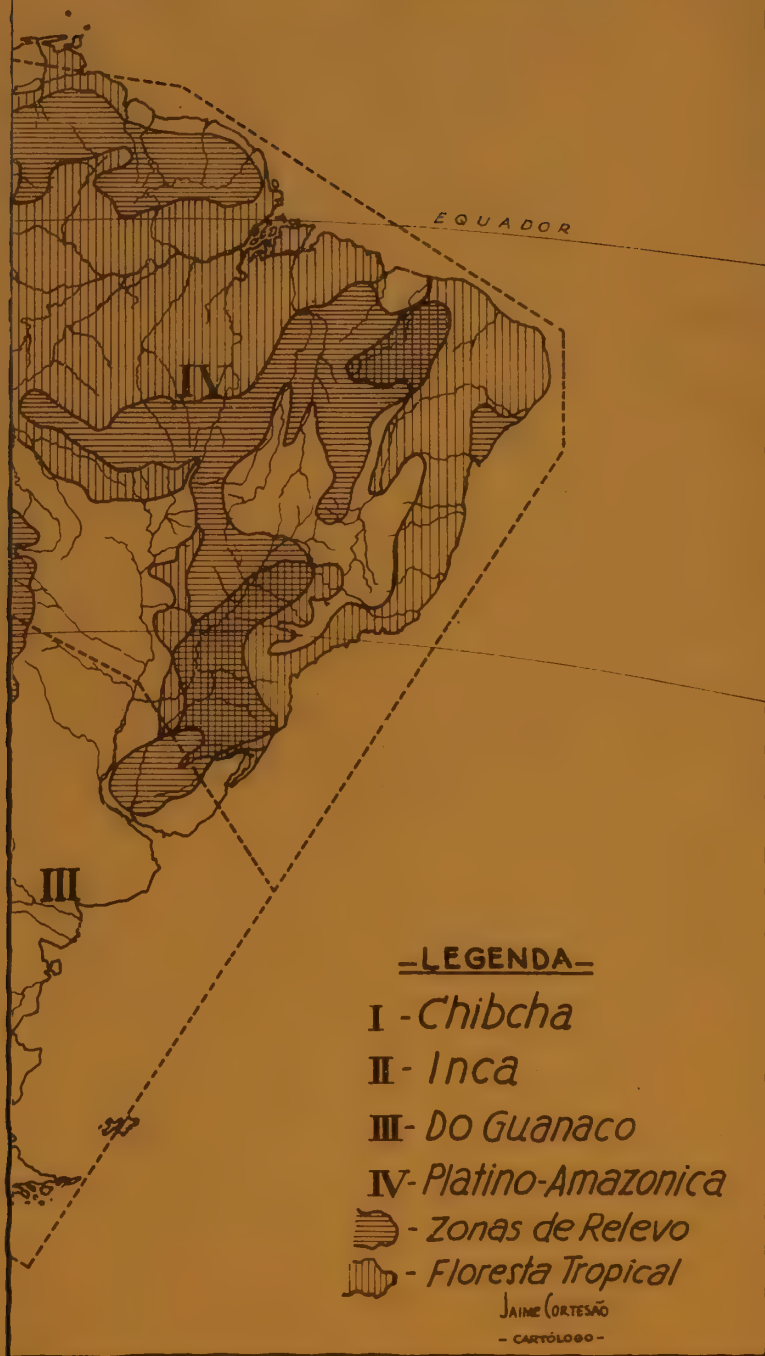 EQUADOR
IV
III
LEGENDA
I - Chibcha
II - Inca
III - Do Guanaco
IV - Platino-Amazonica
- Zonas de Relevo
- Floresta Tropical
JAIME CORTESÃO
- CARTÓLOGO -